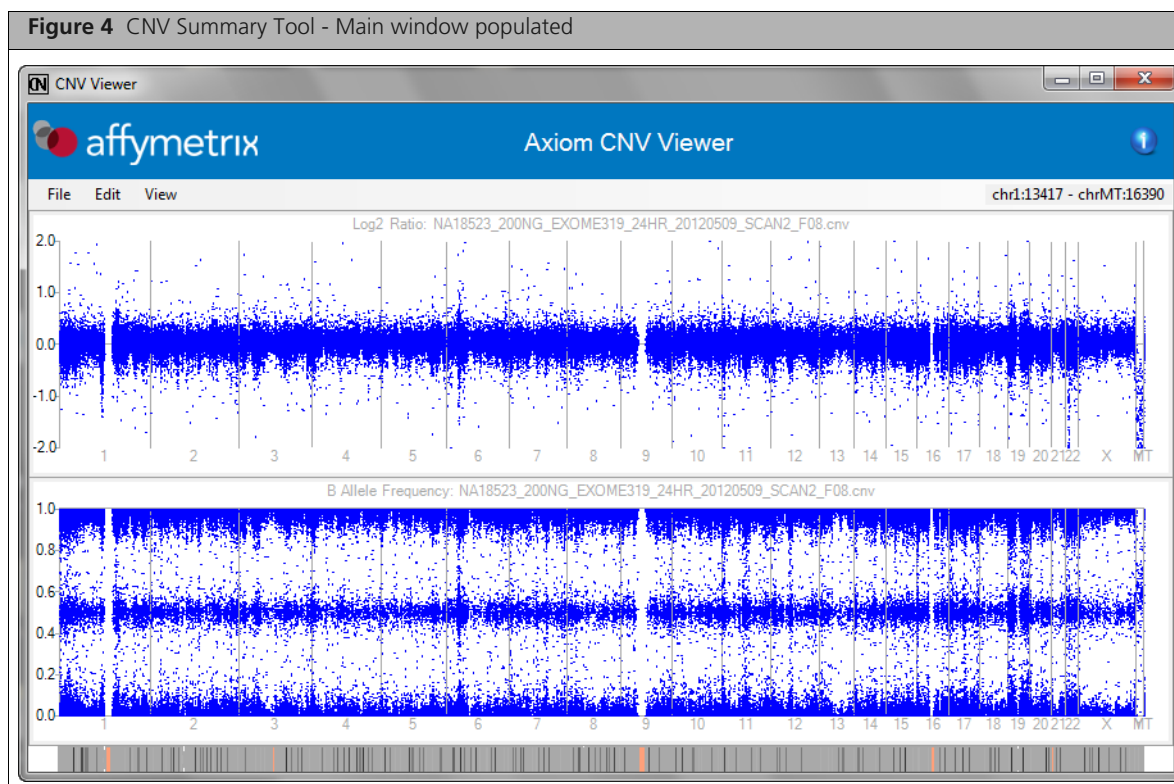 Figure 4 CNV Summary Tool - Main window populated
CNV Viewer
affymetrix Axiom CNV Viewer
File Edit View chr1:13417 - chrMT:16390
Log2 Ratio: NA18523_200NG_EXOME319_24HR_20120509_SCAN2_F08.cnv
2.0
1.0
0.0
-1.0
-2.0
1 2 3 4 5 6 7 8 9 10 11 12 13 14 15 16 17 18 19 20 21 22 X MT
B Allele Frequency: NA18523_200NG_EXOME319_24HR_20120509_SCAN2_F08.cnv
1.0
0.8
0.6
0.4
0.2
0.0
1 2 3 4 5 6 7 8 9 10 11 12 13 14 15 16 17 18 19 20 21 22 X MT